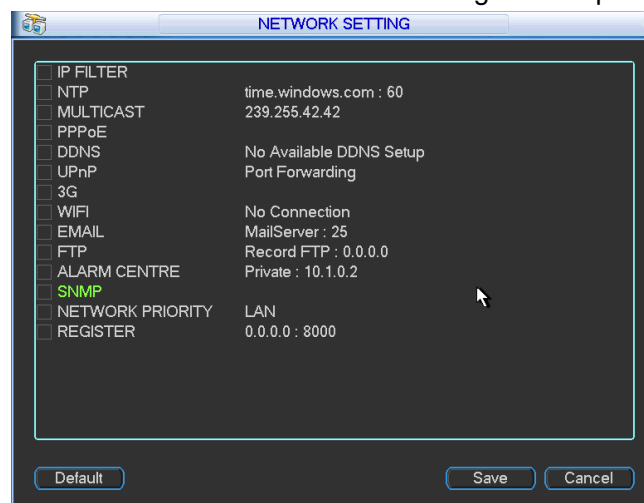 NETWORK SETTING
IP FILTER
NTP time.windows.com : 60
MULTICAST 239.255.42.42
PPPoE
DDNS No Available DDNS Setup
UPnP Port Forwarding
3G
WIFI No Connection
EMAIL MailServer : 25
FTP Record FTP : 0.0.0.0
ALARM CENTRE Private : 10.1.0.2
SNMP
NETWORK PRIORITY LAN
REGISTER 0.0.0.0 : 8000
Default Save Cancel